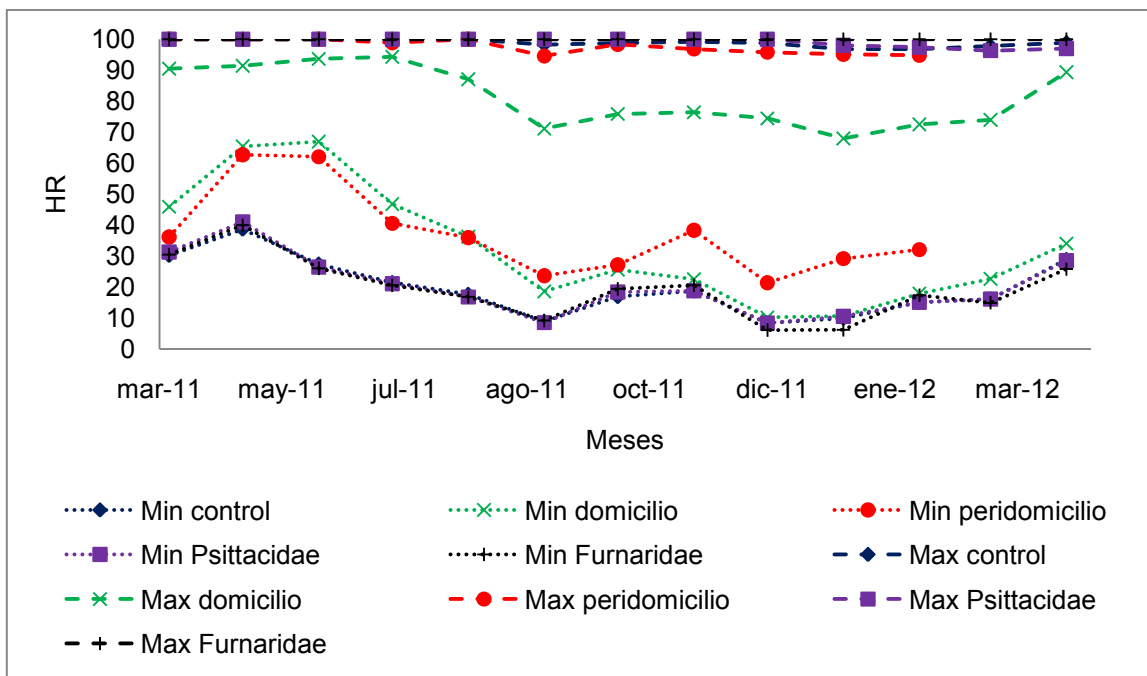 100
90
80
70
60
50
40
30
20
10
0
HR
mar-11 may-11 jul-11 ago-11 oct-11 dic-11 ene-12 mar-12
Meses
Min control Min domicilio Min peridomicilio
Min Psittacidae Min Furnaridae Max control
Max domicilio Max peridomicilio Max Psittacidae
Max Furnaridae